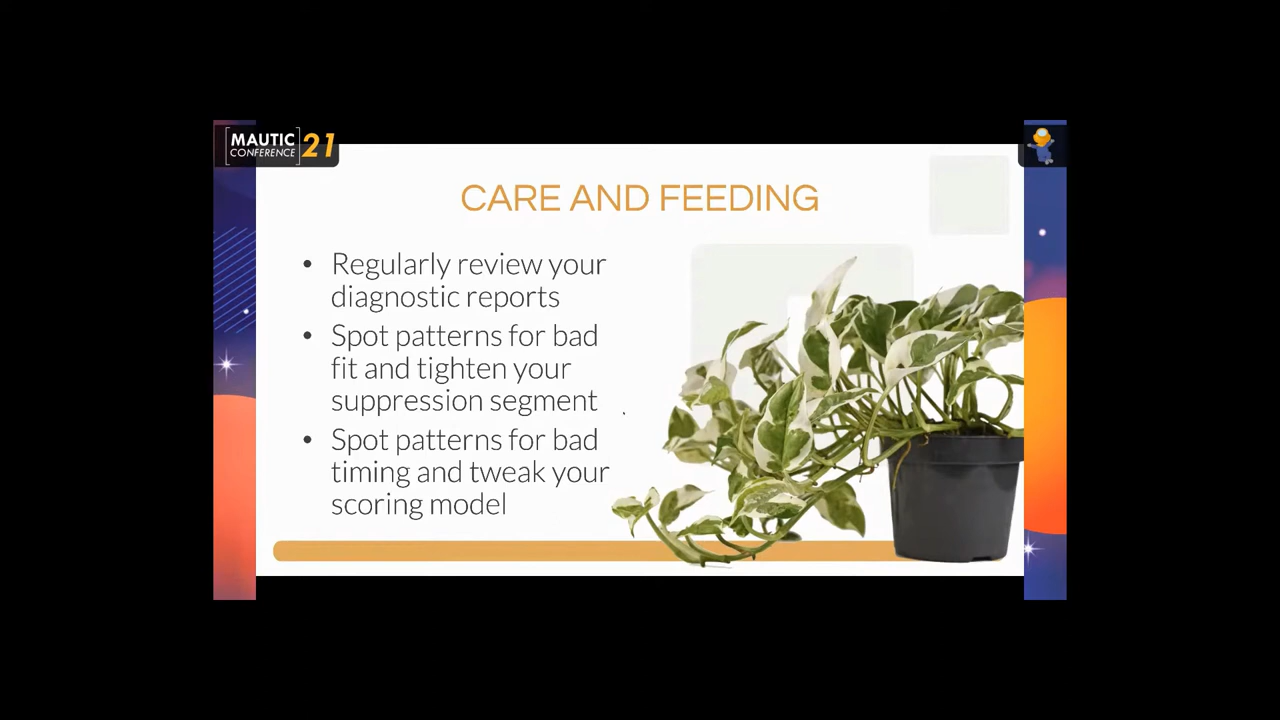 MAUTIC
CONFERENCE 21
CARE AND FEEDING
• Regularly review your
diagnostic reports
• Spot patterns for bad
fit and tighten your
suppression segment
• Spot patterns for bad
timing and tweak your
scoring model